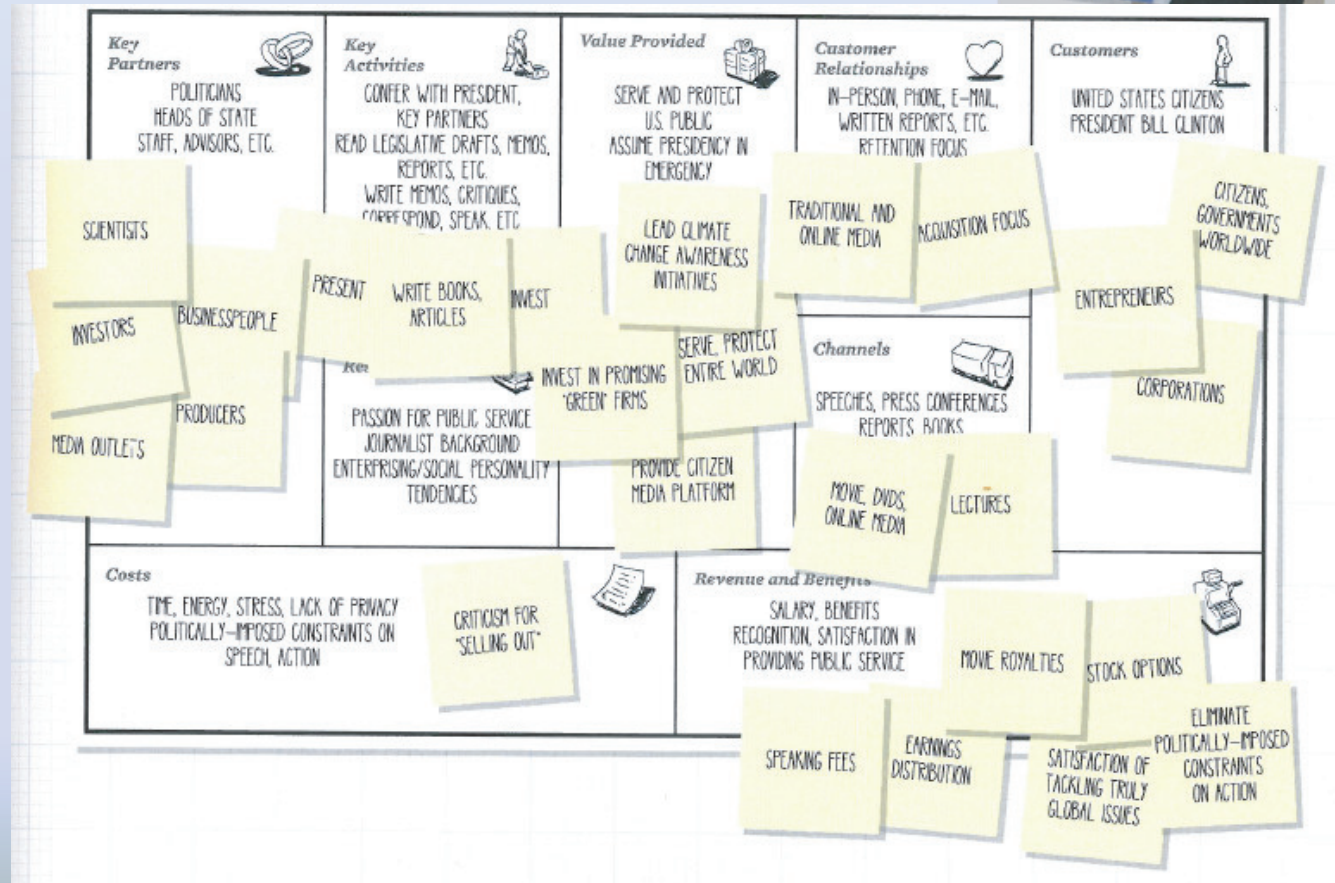 Key
Partners
POLITICIANS
HEADS OF STATE
STAFF, ADVISORS, ETC.
SCIENTISTS
INVESTORS
BUSINESSPEOPLE
MEDIA OUTLETS
PRODUCERS
Key
Activities
CONFER WITH PRESIDENT,
KEY PARTNERS
READ LEGISLATIVE DRAFTS, MEMOS,
REPORTS, ETC.
WRITE MEMOS, CRITIQUES,
CORRESPOND, SPEAK, ETC
PRESENT
WRITE BOOKS,
ARTICLES
INVEST
PASSION FOR PUBLIC SERVICE
JOURNALIST BACKGROUND
ENTERPRISING/SOCIAL PERSONALITY
TENDENCIES
Value Provided
SERVE AND PROTECT
U.S. PUBLIC
ASSUME PRESIDENCY IN
EMERGENCY
LEAD CLIMATE
CHANGE AWARENESS
INITIATIVES
INVEST IN PROMISING
"GREEN" FIRMS
SERVE, PROTECT
ENTIRE WORLD
PROVIDE CITIZEN
MEDIA PLATFORM
Customer
Relationships
IN-PERSON, PHONE, E-MAIL,
WRITTEN REPORTS, ETC.
RETENTION FOCUS
TRADITIONAL AND
ONLINE MEDIA
ACQUISITION FOCUS
Channels
SPEECHES, PRESS CONFERENCES
REPORTS BOOKS
MOVIE, DVDS,
ONLINE MEDIA
LECTURES
Customers
UNITED STATES CITIZENS
PRESIDENT BILL CLINTON
CITIZENS,
GOVERNMENTS
WORLDWIDE
ENTREPRENEURS
CORPORATIONS
Costs
TIME, ENERGY, STRESS, LACK OF PRIVACY
POLITICALLY-IMPOSED CONSTRAINTS ON
SPEECH, ACTION
CRITICISM FOR
"SELLING OUT"
Revenue and Benefits
SALARY, BENEFITS
RECOGNITION, SATISFACTION IN
PROVIDING PUBLIC SERVICE
MOVIE ROYALTIES
STOCK OPTIONS
SPEAKING FEES
EARNINGS
DISTRIBUTION
SATISFACTION OF
TACKLING TRULY
GLOBAL ISSUES
ELIMINATE
POLITICALLY-IMPOSED
CONSTRAINTS
ON ACTION